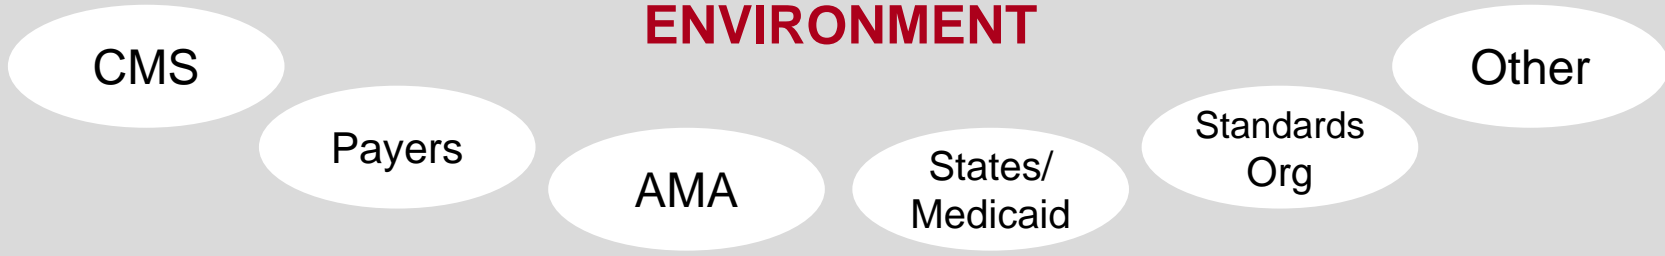 ENVIRONMENT
CMS
Payers
AMA
States/
Medicaid
Standards
Org
Other